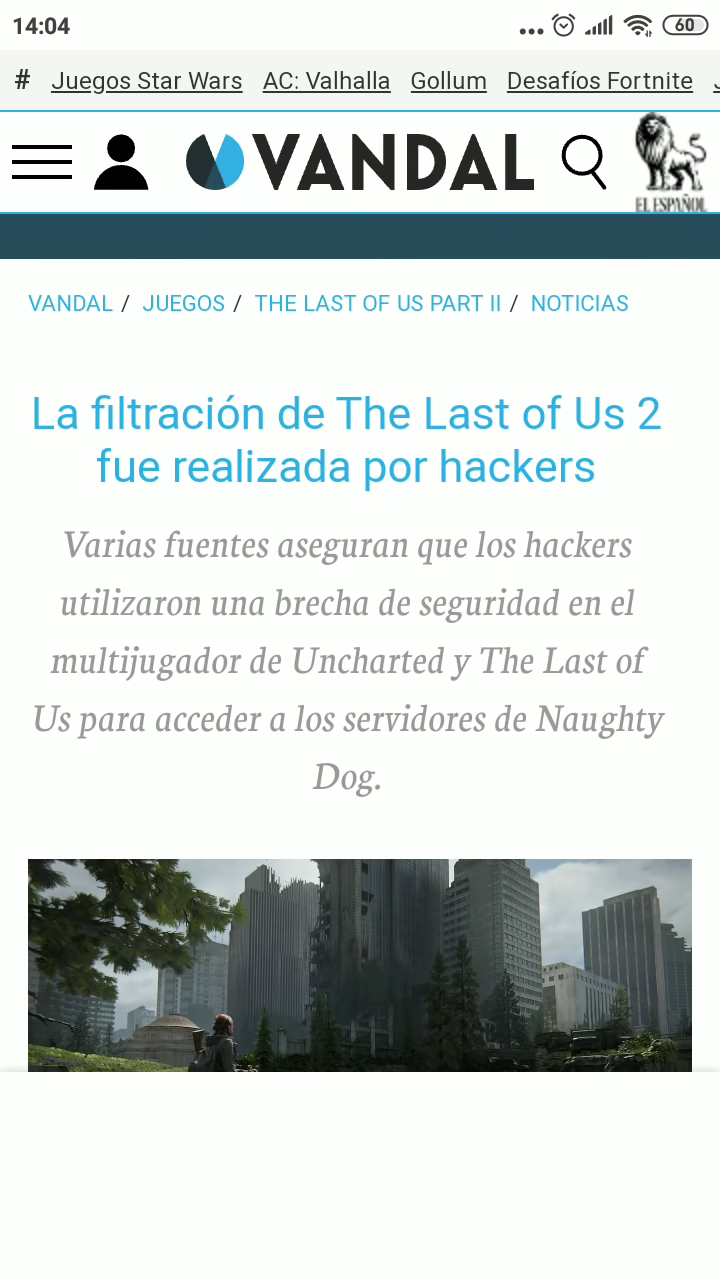 14:04
60
# Juegos Star Wars AC: Valhalla Gollum Desafíos Fortnite
VANDAL
EL ESPAÑOL
VANDAL / JUEGOS / THE LAST OF US PART II / NOTICIAS
La filtración de The Last of Us 2
fue realizada por hackers
Varias fuentes aseguran que los hackers
utilizaron una brecha de seguridad en el
multijugador de Uncharted y The Last of
Us para acceder a los servidores de Naughty
Dog.